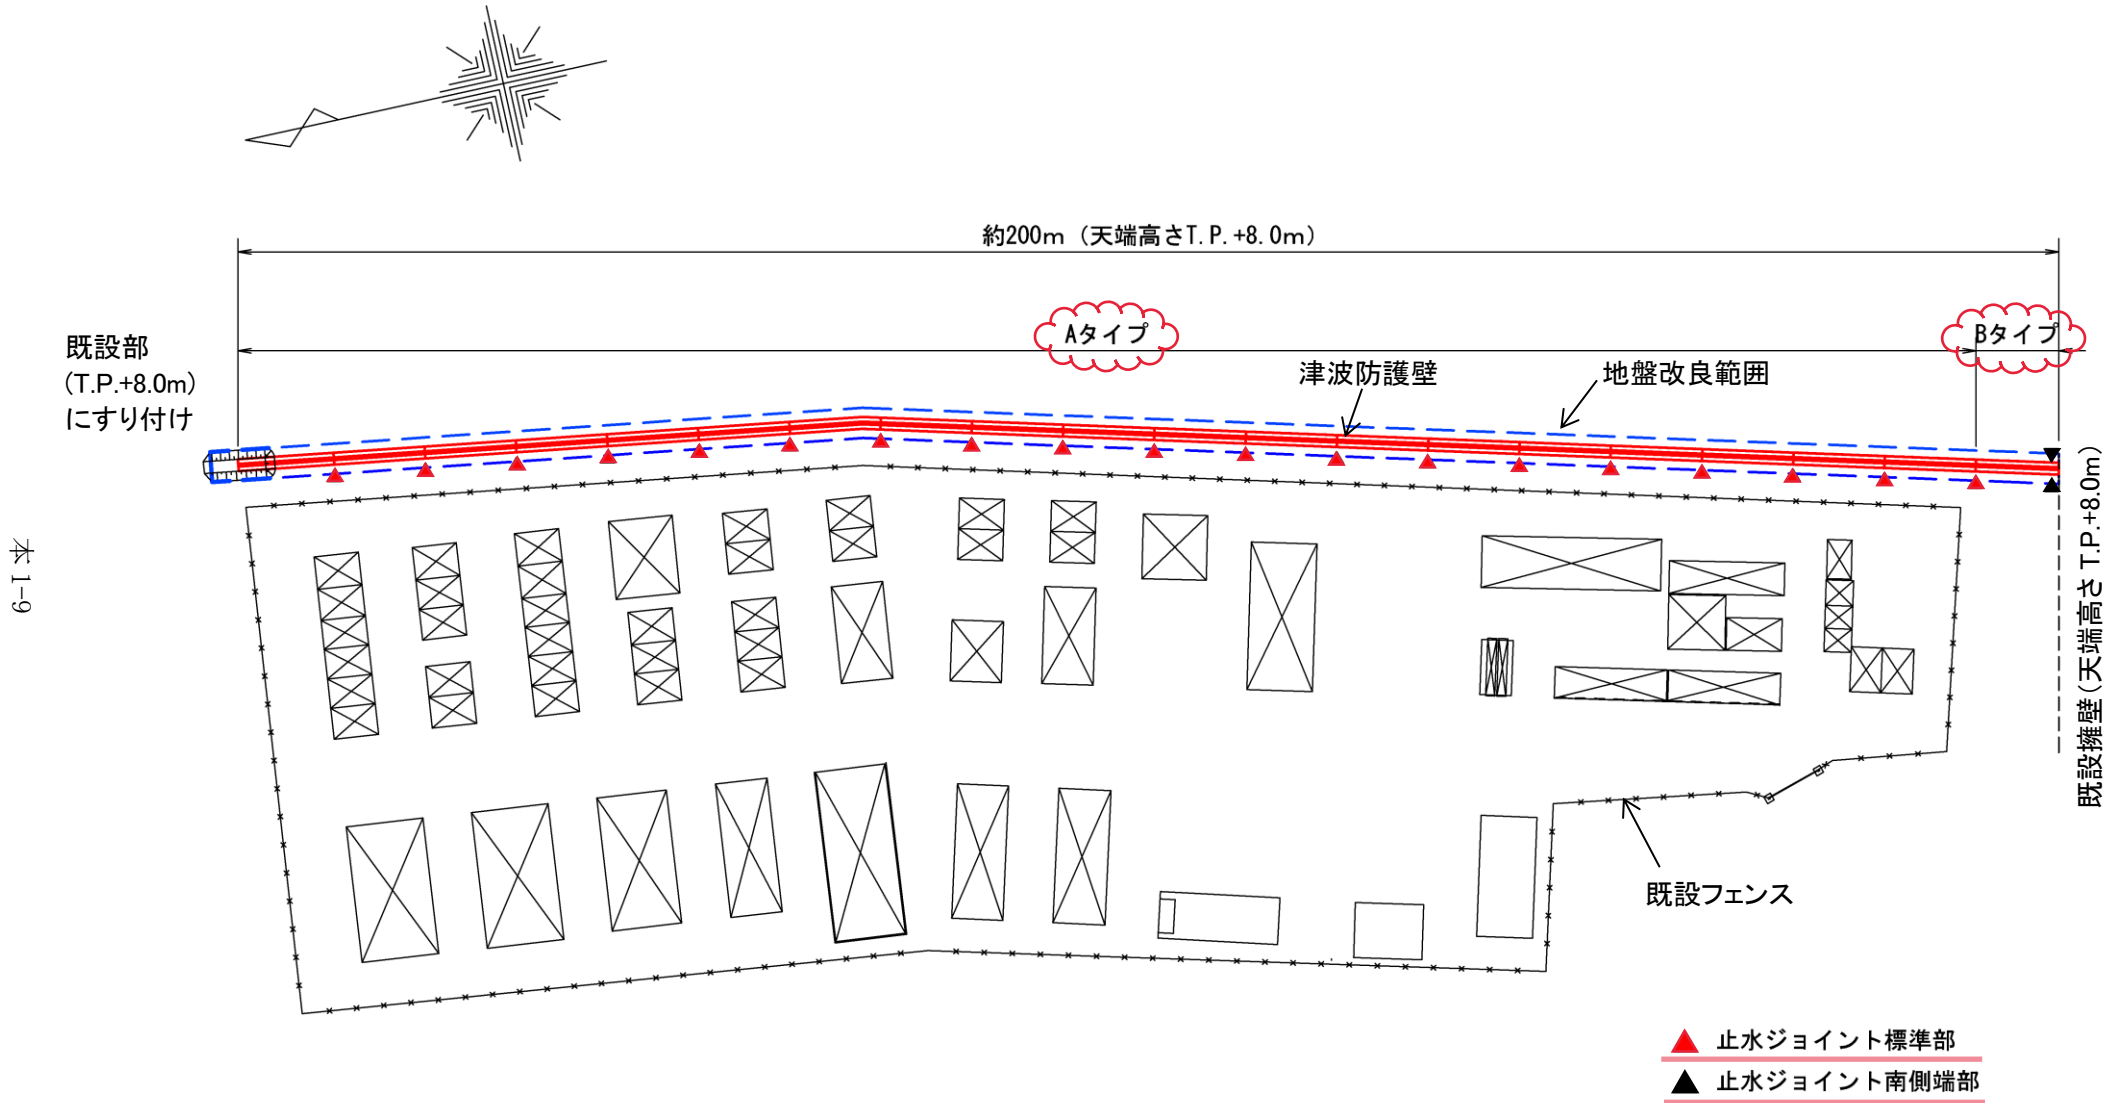 約200m（天端高さT.P.+8.0m）
Aタイプ
Bタイプ
既設部
(T.P.+8.0m)
にすり付け
津波防護壁
地盤改良範囲
既設擁壁(天端高さ T.P.+8.0m)
本 1-9
既設フェンス
止水ジョイント標準部
止水ジョイント南側端部